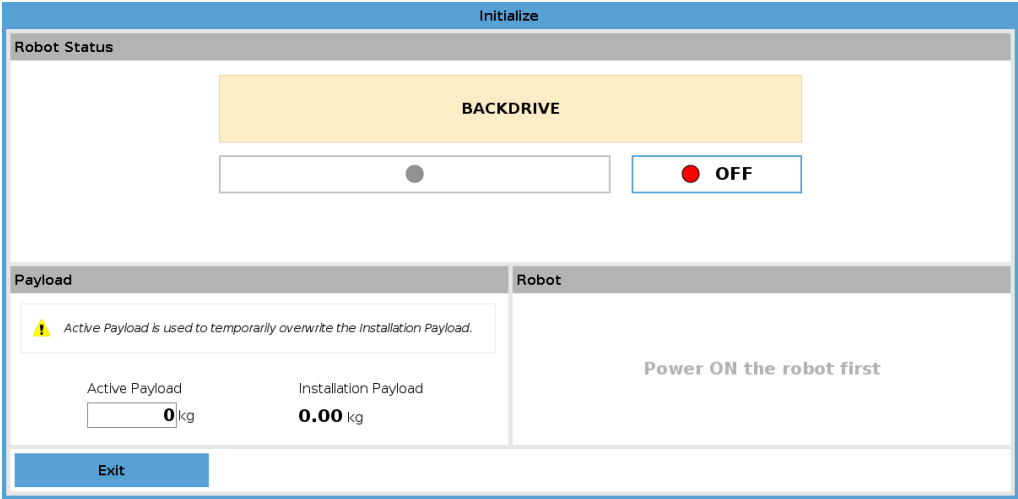 Initialize
Robot Status
BACKDRIVE
OFF
Payload
Active Payload is used to temporarily overwrite the Installation Payload.
Active Payload
Installation Payload
0 kg
0.00 kg
Robot
Power ON the robot first
Exit